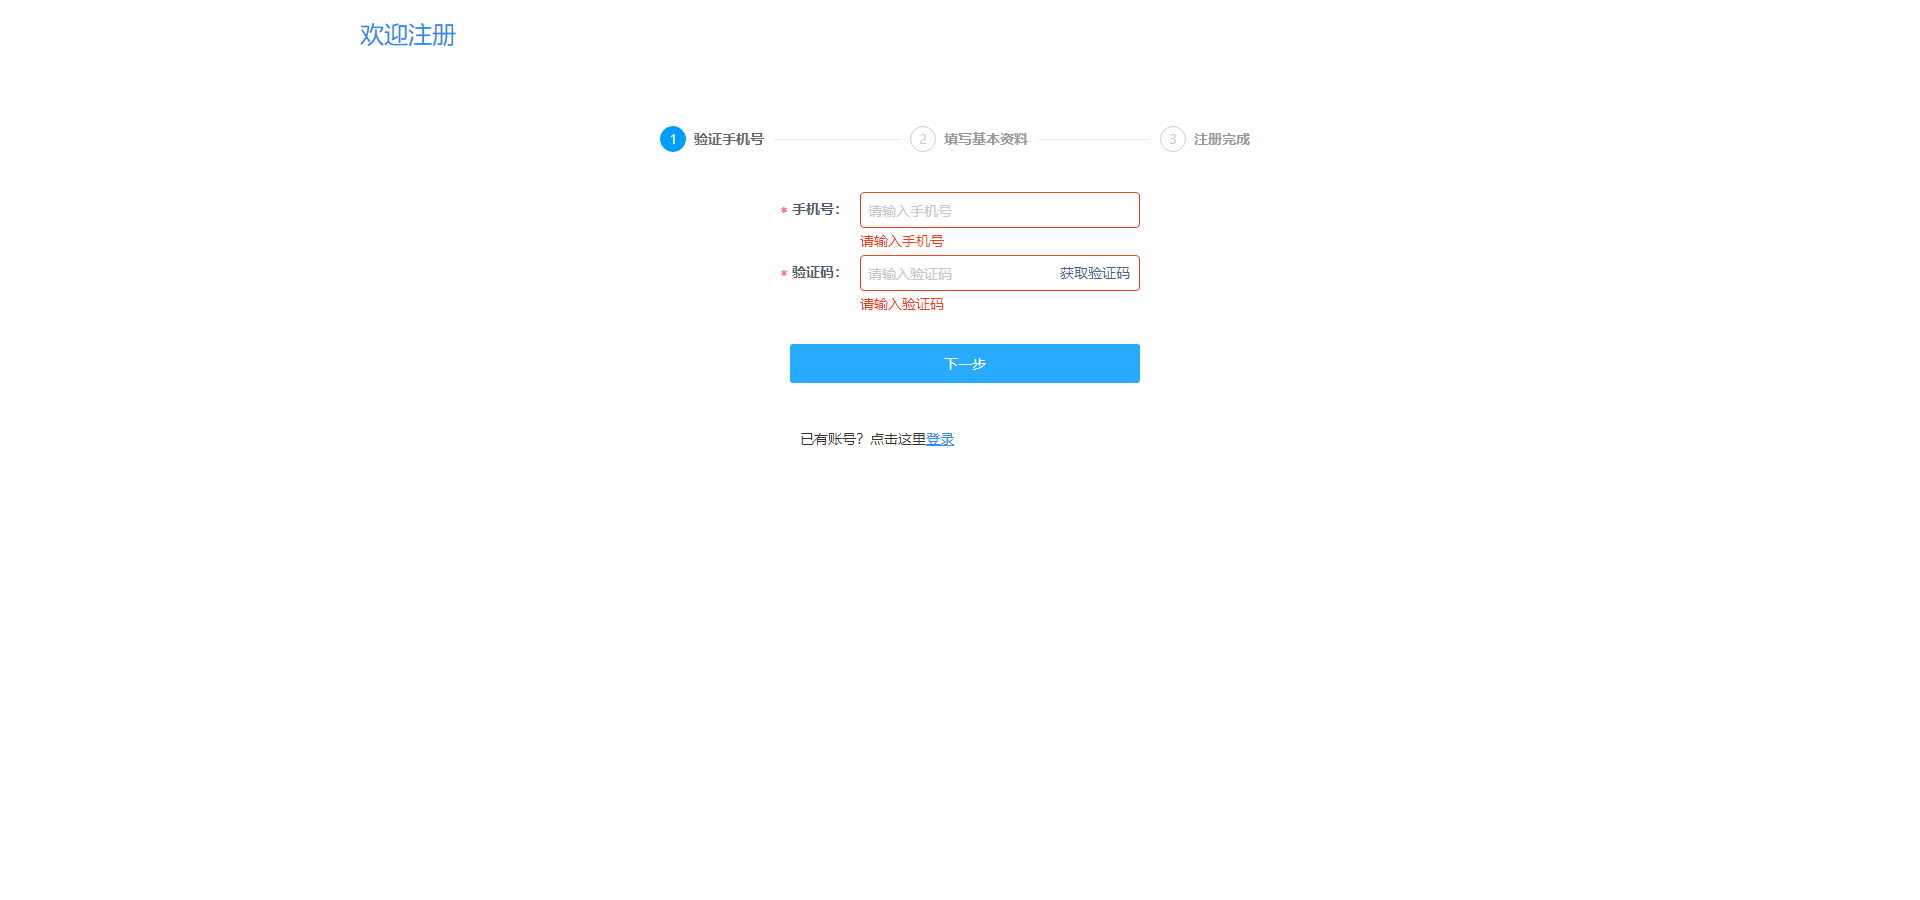 欢迎注册
1 验证手机号 2 填写基本资料 3 注册完成
* 手机号： 请输入手机号
请输入手机号
* 验证码： 请输入验证码 获取验证码
请输入验证码
下一步
已有账号？点击这里登录